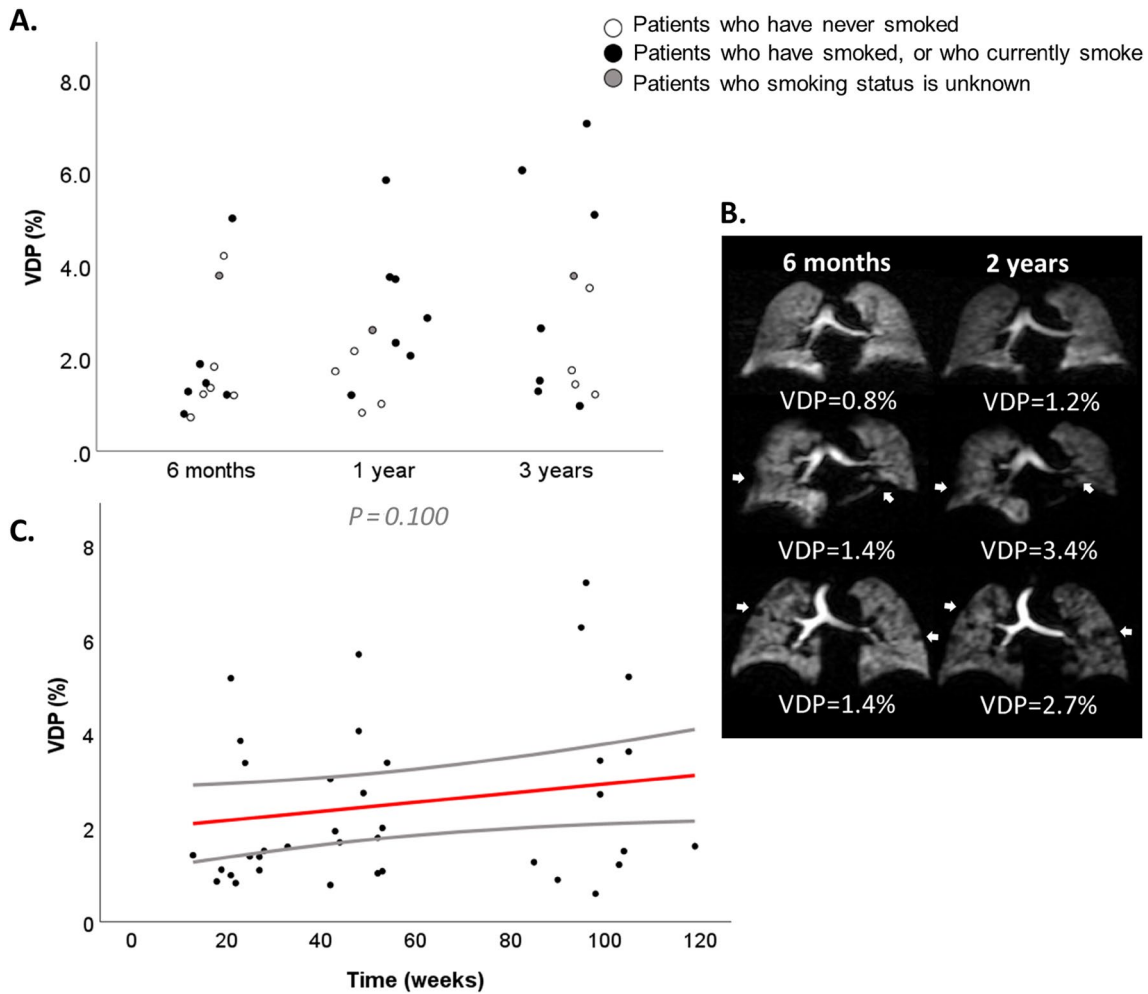 A.
Patients who have never smoked
Patients who have smoked, or who currently smoke
Patients who smoking status is unknown
8.0
6.0
4.0
2.0
.0
VDP (%)
6 months 1 year 3 years
B.
6 months 2 years
VDP=0.8% VDP=1.2%
VDP=1.4% VDP=3.4%
VDP=1.4% VDP=2.7%
C.
P = 0.100
8
6
4
2
0
VDP (%)
0 20 40 60 80 100 120
Time (weeks)